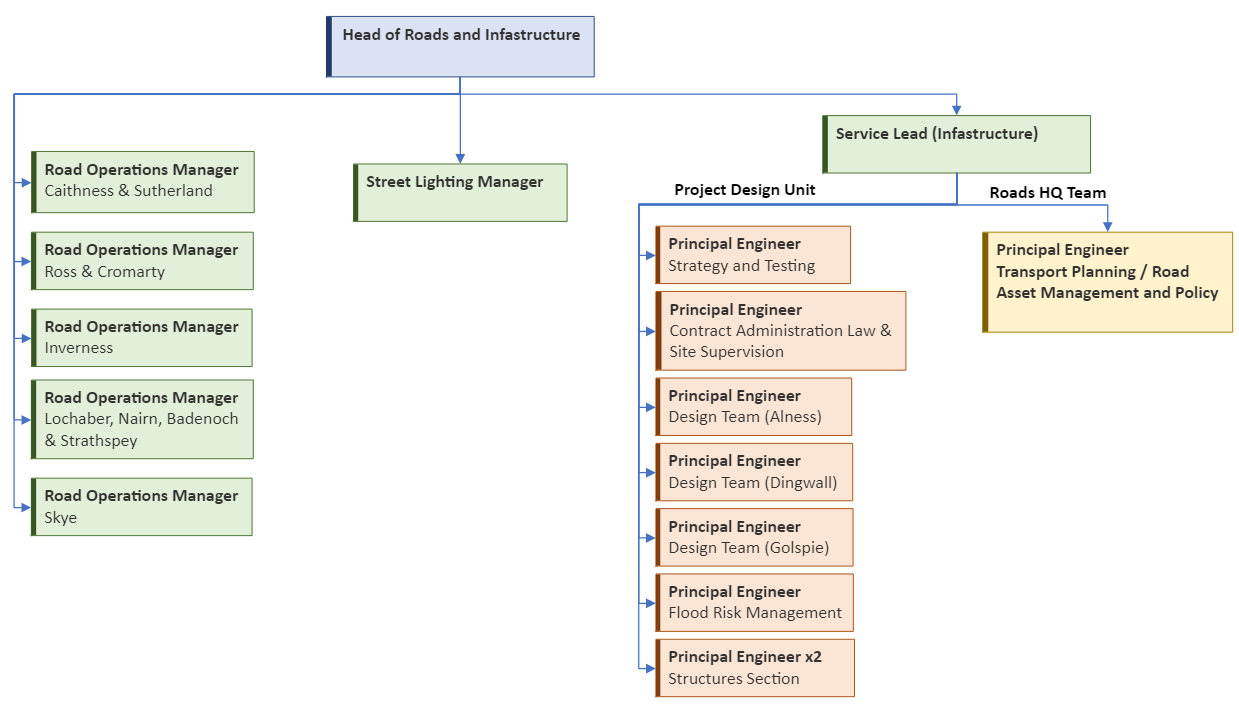 Head of Roads and Infastructure
Service Lead (Infastructure)
Road Operations Manager
Caithness & Sutherland
Street Lighting Manager
Project Design Unit
Roads HQ Team
Road Operations Manager
Ross & Cromarty
Road Operations Manager
Inverness
Road Operations Manager
Lochaber, Nairn, Badenoch
& Strathspey
Road Operations Manager
Skye
Principal Engineer
Strategy and Testing
Principal Engineer
Contract Administration Law &
Site Supervision
Principal Engineer
Design Team (Alness)
Principal Engineer
Design Team (Dingwall)
Principal Engineer
Design Team (Golspie)
Principal Engineer
Flood Risk Management
Principal Engineer x2
Structures Section
Principal Engineer
Transport Planning / Road
Asset Management and Policy